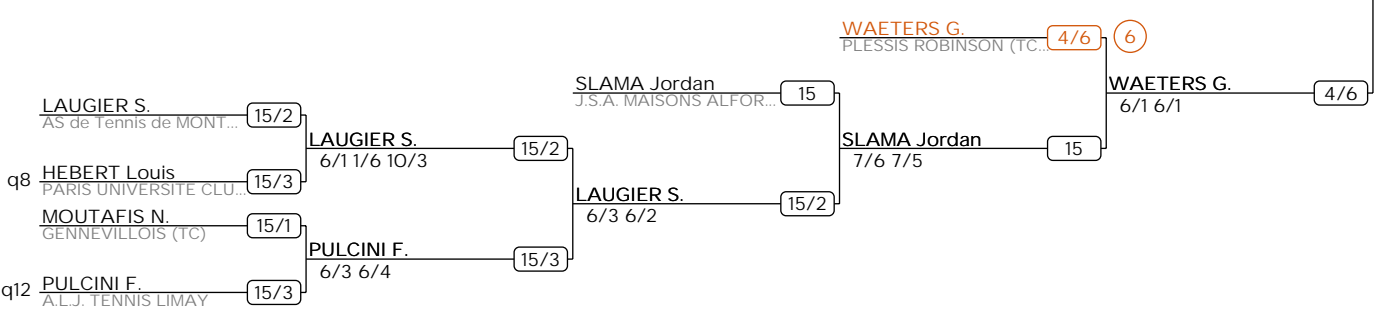 WAETERS G.
PLESSIS ROBINSON (TC...
4/6
6
SLAMA Jordan
J.S.A. MAISONS ALFOR...
15
WAETERS G.
6/1 6/1
4/6
LAUGIER S.
AS de Tennis de MONT...
15/2
LAUGIER S.
6/1 1/6 10/3
15/2
SLAMA Jordan
7/6 7/5
15
q8
HEBERT Louis
PARIS UNIVERSITE CLU...
15/3
LAUGIER S.
6/3 6/2
15/2
MOUTAFIS N.
GENNEVILLOIS (TC)
15/1
PULCINI F.
6/3 6/4
15/3
q12
PULCINI F.
A.L.J. TENNIS LIMAY
15/3